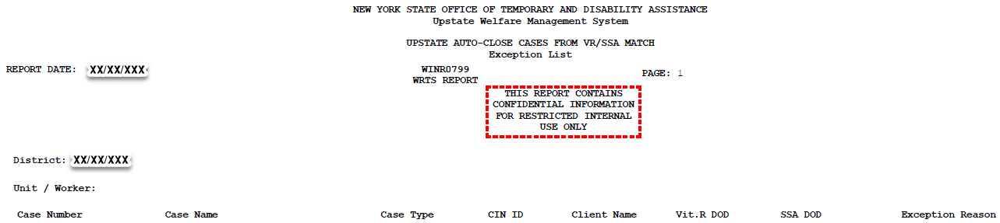 NEW YORK STATE OFFICE OF TEMPORARY AND DISABILITY ASSISTANCE
Upstate Welfare Management System
UPSTATE AUTO-CLOSE CASES FROM VR/SSA MATCH
Exception List
REPORT DATE: XX/XX/XXX WINR0799 PAGE: 1
WRTS REPORT
THIS REPORT CONTAINS
CONFIDENTIAL INFORMATION
FOR RESTRICTED INTERNAL
USE ONLY
District: XX/XX/XXX
Unit / Worker:
Case Number Case Name Case Type CIN ID Client Name Vit.R DOD SSA DOD Exception Reason